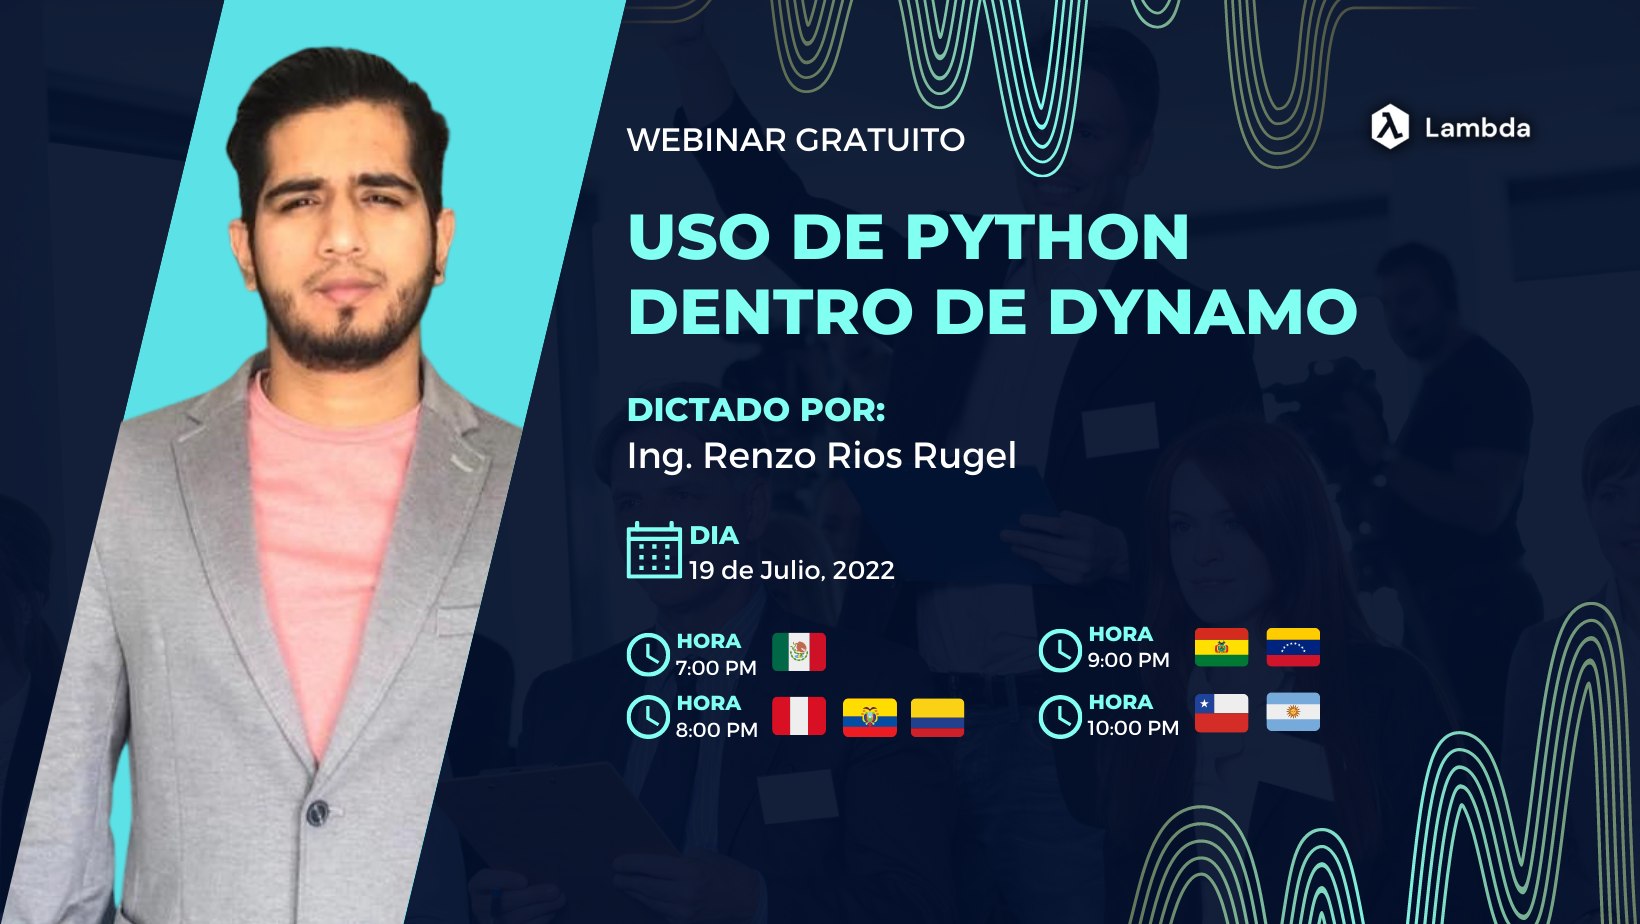 WEBINAR GRATUITO
Lambda
USO DE PYTHON
DENTRO DE DYNAMO
DICTADO POR:
Ing. Renzo Rios Rugel
DIA
19 de Julio, 2022
HORA
7:00 PM
HORA
8:00 PM
HORA
9:00 PM
HORA
10:00 PM